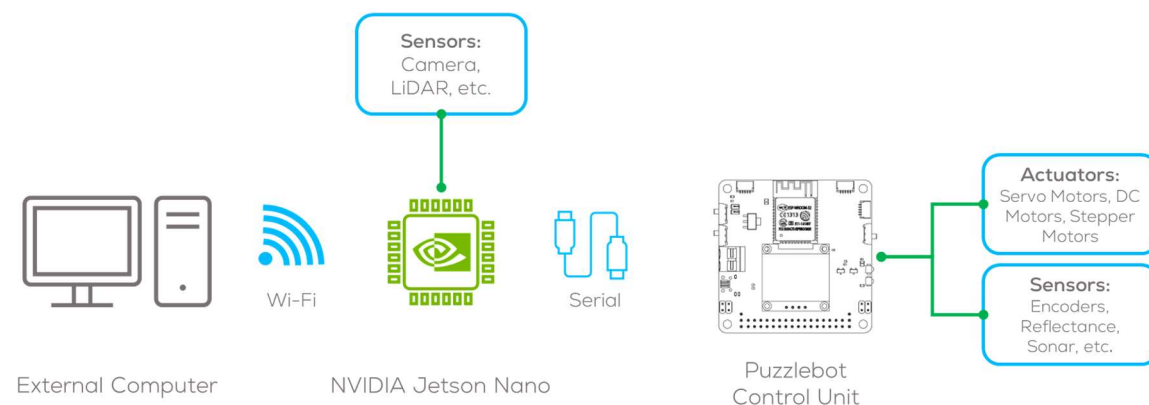 Sensors:
Camera,
LiDAR, etc.
Wi-Fi
Serial
Actuators:
Servo Motors, DC
Motors, Stepper
Motors
Sensors:
Encoders,
Reflectance,
Sonar, etc.
External Computer
NVIDIA Jetson Nano
Puzzlebot
Control Unit